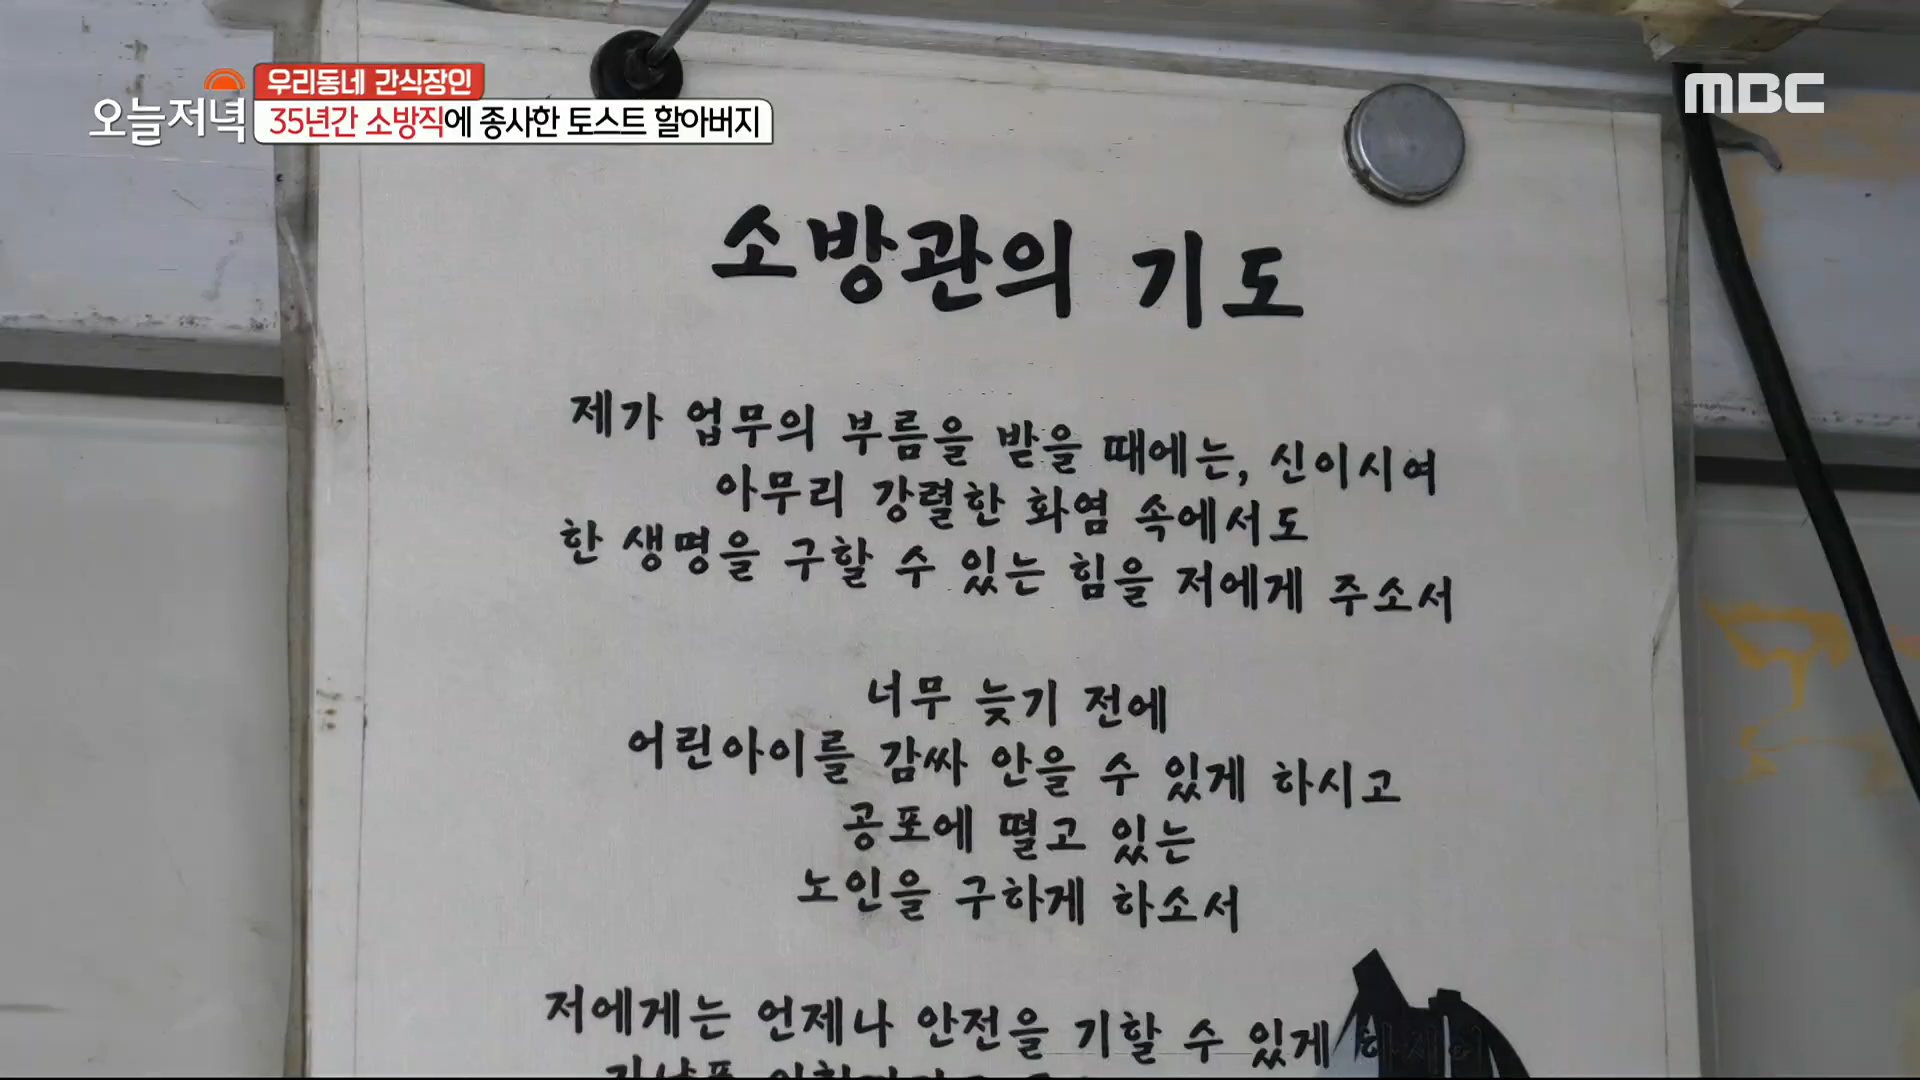 우리동네 간식장인
오늘저녁
35년간 소방직에 종사한 토스트 할아버지
MBC
소방관의 기도
제가 업무의 부름을 받을 때에는, 신이시여
아무리 강렬한 화염 속에서도
한 생명을 구할 수 있는 힘을 저에게 주소서
너무 늦기 전에
어린아이를 감싸 안을 수 있게 하시고
공포에 떨고 있는
노인을 구하게 하소서
저에게는 언제나 안전을 기할 수 있게 하시어